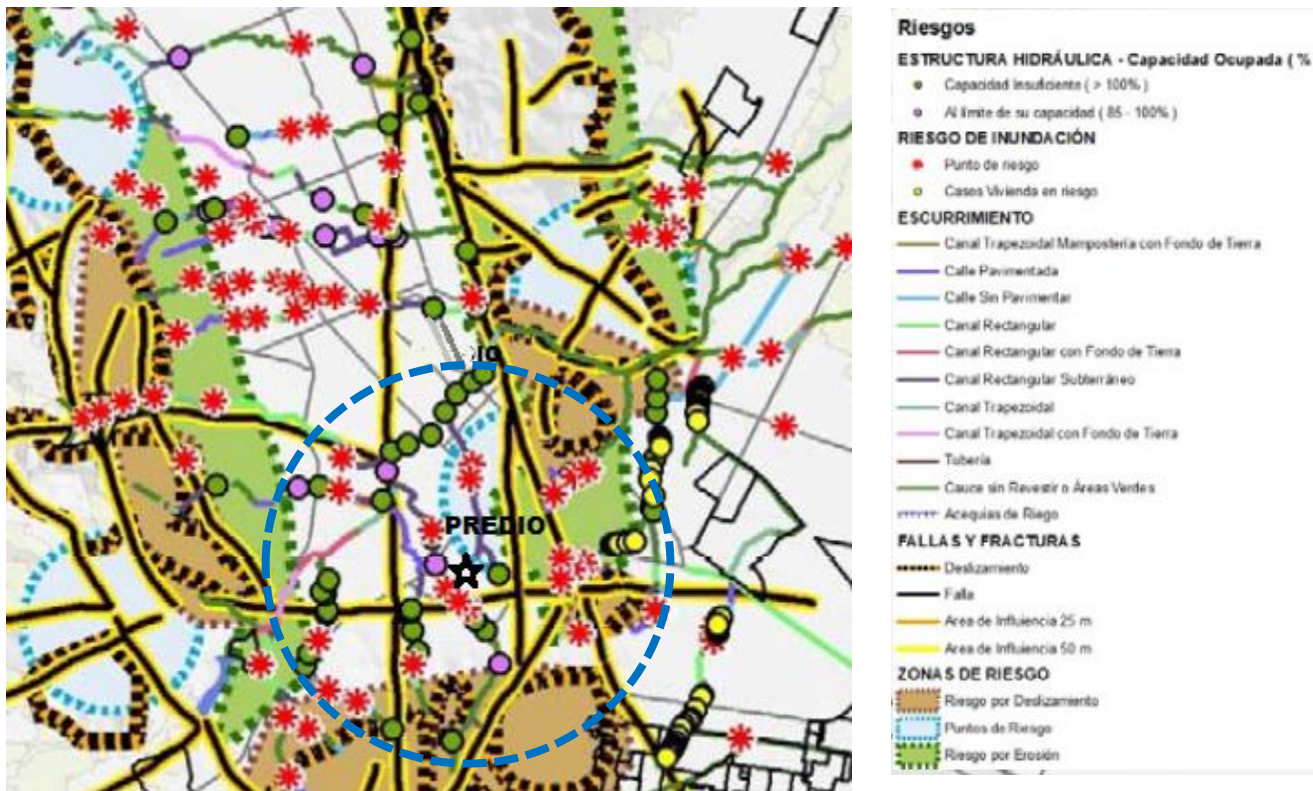 Riesgos
ESTRUCTURA HIDRÁULICA - Capacidad Ocupada ( %
Capacidad Insuficiente ( > 100% )
Al límite de su capacidad ( 85 - 100% )
RIESGO DE INUNDACIÓN
Punto de riesgo
Casos Vivienda en riesgo
ESCURRIMIENTO
Canal Trapezoidal Mampostería con Fondo de Tierra
Calle Pavimentada
Calle Sin Pavimentar
Canal Rectangular
Canal Rectangular con Fondo de Tierra
Canal Rectangular Subterráneo
Canal Trapezoidal
Canal Trapezoidal con Fondo de Tierra
Tubería
Cauce sin Revestir o Áreas Verdes
Acequias de Riego
FALLAS Y FRACTURAS
Deslizamiento
Falla
Area de Influiencia 25 m
Area de Influiencia 50 m
ZONAS DE RIESGO
Riesgo por Deslizamiento
Puntos de Riesgo
Riesgo por Erosión
PREDIO